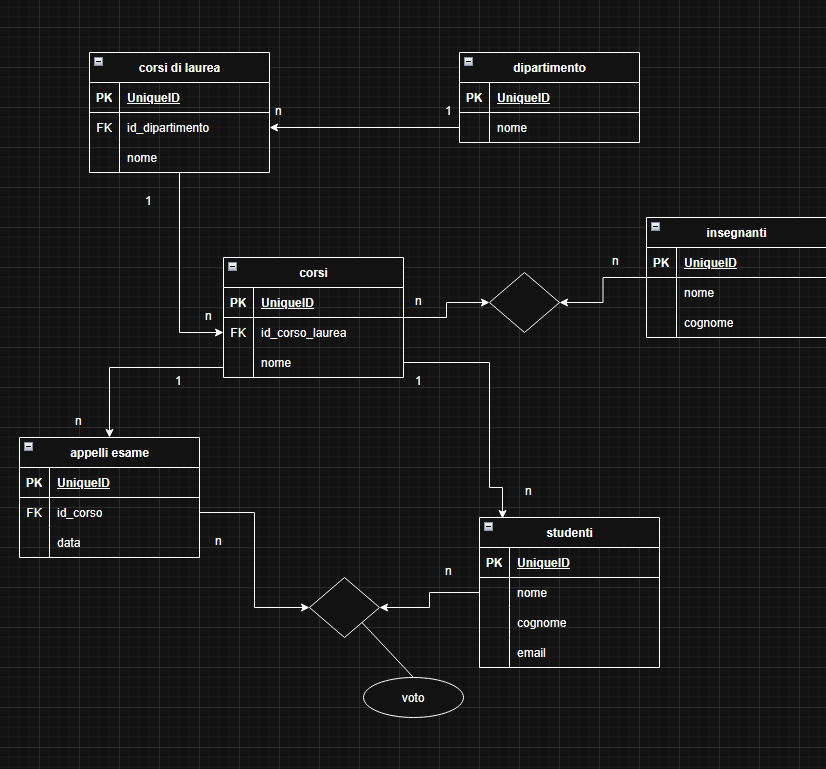 corsi di laurea
PK UniqueID
FK id_dipartimento
nome
n
1
dipartimento
PK UniqueID
nome
1
n
corsi
PK UniqueID
FK id_corso_laurea
nome
n
n
insegnanti
PK UniqueID
nome
cognome
1
1
n
appelli esame
PK UniqueID
FK id_corso
data
n
n
studenti
PK UniqueID
nome
cognome
email
n
voto